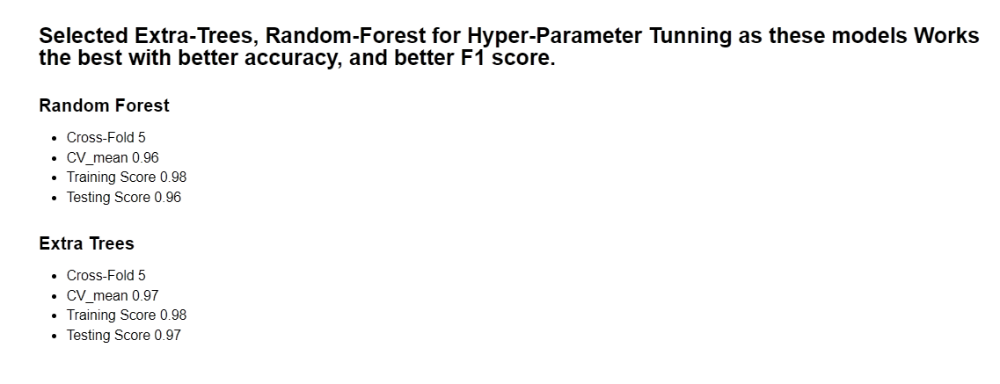 Selected Extra-Trees, Random-Forest for Hyper-Parameter Tunning as these models Works
the best with better accuracy, and better F1 score.
Random Forest
• Cross-Fold 5
• CV_mean 0.96
• Training Score 0.98
• Testing Score 0.96
Extra Trees
• Cross-Fold 5
• CV_mean 0.97
• Training Score 0.98
• Testing Score 0.97